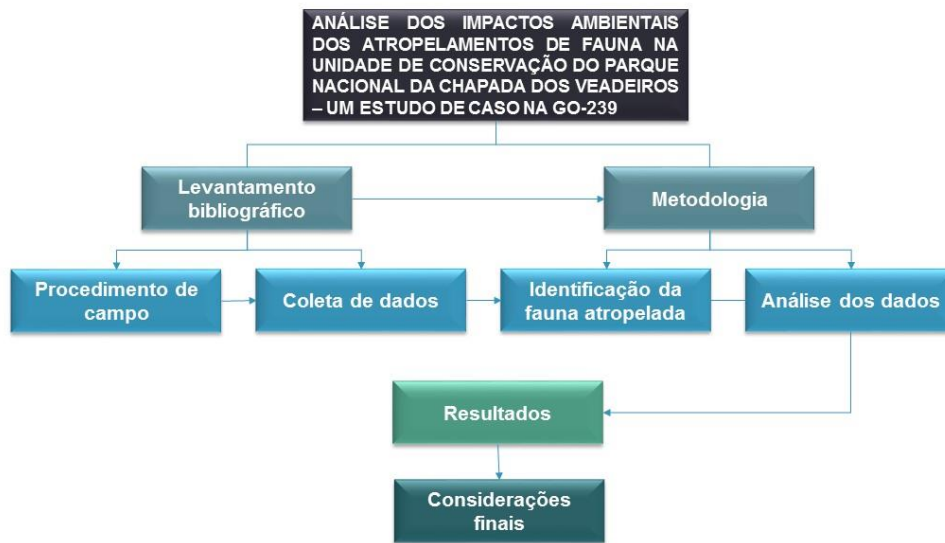 ANÁLISE DOS IMPACTOS AMBIENTAIS
DOS ATROPELAMENTOS DE FAUNA NA
UNIDADE DE CONSERVAÇÃO DO PARQUE
NACIONAL DA CHAPADA DOS VEADEIROS
– UM ESTUDO DE CASO NA GO-239
Levantamento
bibliográfico
Metodologia
Procedimento de
campo
Coleta de dados
Identificação da
fauna atropelada
Análise dos dados
Resultados
Considerações
finais